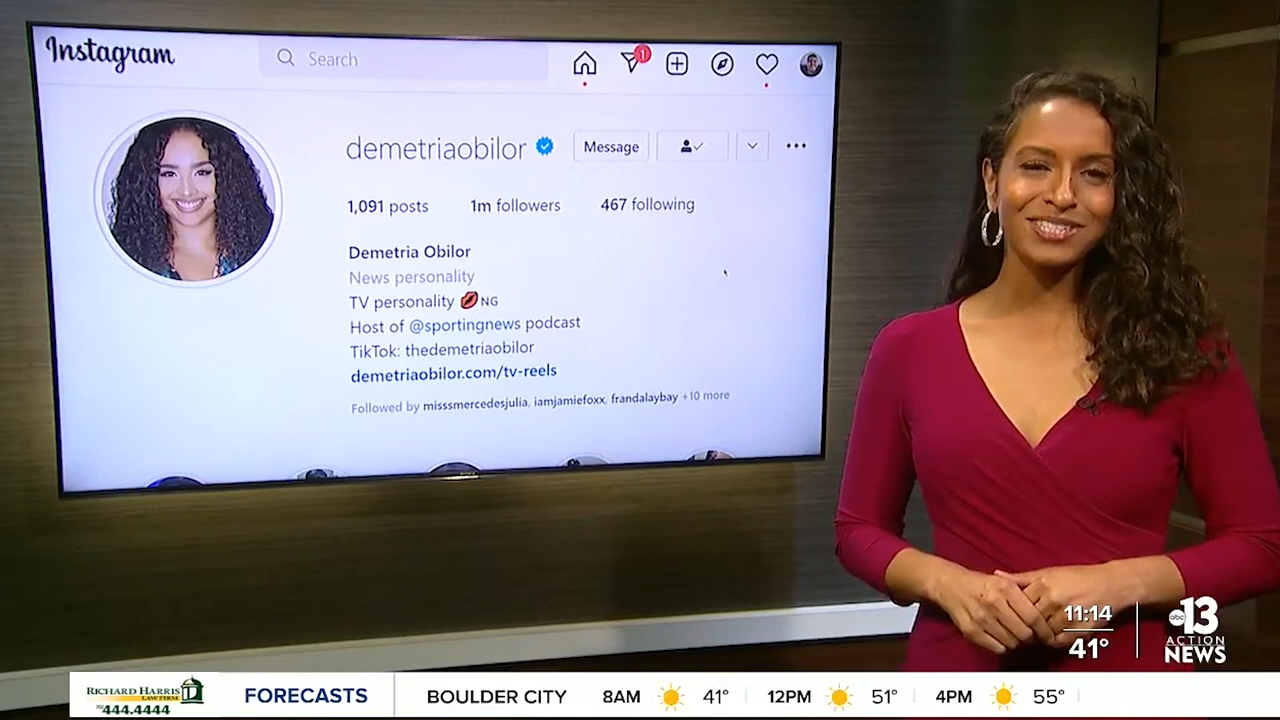 Instagram
Search
1
demetriaobilor
Message
1,091 posts 1m followers 467 following
Demetria Obilor
News personality
TV personality 💋 NG
Host of @sportingnews podcast
TikTok: thedemetriaobilor
demetriaobilor.com/tv-reels
Followed by misssmercedesjulia, iamjamiefoxx, frandalaybay +10 more
11:14
41°
abc 13
ACTION
NEWS
RICHARD HARRIS
LAW FIRM
702 444.4444
FORECASTS
BOULDER CITY 8AM 41° 12PM 51° 4PM 55°